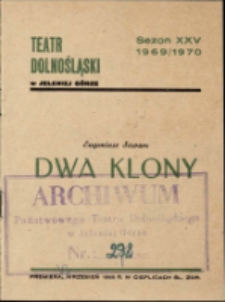 TEATR
DOLNOŚLĄSKI
W JELENIEJ GÓRZE
Sezon XXV
1969/1970
Eugeniusz Szwarc
DWA KLONY
ARCHIWUM
Państwowego Teatru Dolnośląskiego
w Jeleniej Górze
Nr. 292
PREMIERA, WRZESIEŃ 1969 R. W CIEPLICACH ŚL. ZDR.